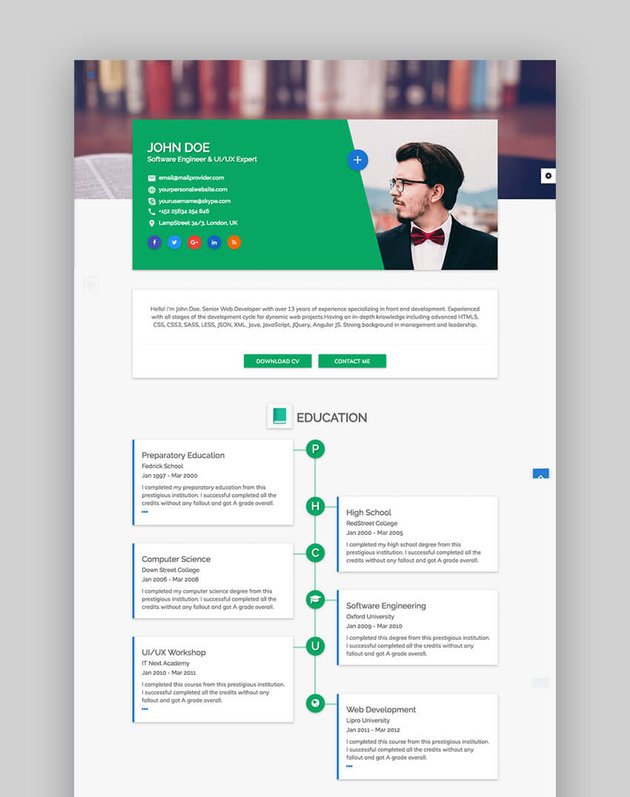 JOHN DOE
Software Engineer & UI/UX Expert
email@mailprovider.com
yourpersonalwebsite.com
yourusername@skype.com
+152 25634 254 846
LampStreet 34/3, London, UK
Hello! I'm John Doe. Senior Web Developer with over 13 years of experience specializing in front end development. Experienced
with all stages of the development cycle for dynamic web projects.Having an in-depth knowledge including advanced HTML5,
CSS, CSS3, SASS, LESS, JSON, XML, Java, JavaScript, JQuery, Angular JS. Strong background in management and leadership.
DOWNLOAD CV
CONTACT ME
EDUCATION
P
Preparatory Education
Fedrick School
Jan 1997 - Mar 2000
I completed my preparatory education from this
prestigious institution. I successful completed all the
credits without any fallout and got A grade overall.
H
High School
RedStreet College
Jan 2000 - Mar 2005
I completed my high school degree from this
prestigious institution. I successful completed all the
credits without any fallout and got A grade overall.
C
Computer Science
Down Street College
Jan 2006 - Mar 2008
I completed my computer science degree from this
prestigious institution. I successful completed all the
credits without any fallout and got A grade overall.
Software Engineering
Oxford University
Jan 2009 - Mar 2010
I completed this degree from this prestigious institution.
I successful completed all the credits without any
fallout and got A grade overall.
U
UI/UX Workshop
IT Next Academy
Jan 2010 - Mar 2011
I completed this course from this prestigious institution.
I successful completed all the credits without any
fallout and got A grade overall.
Web Development
Lipro University
Jan 2011 - Mar 2012
I completed this course from this prestigious institution.
I successful completed all the credits without any
fallout and got A grade overall.